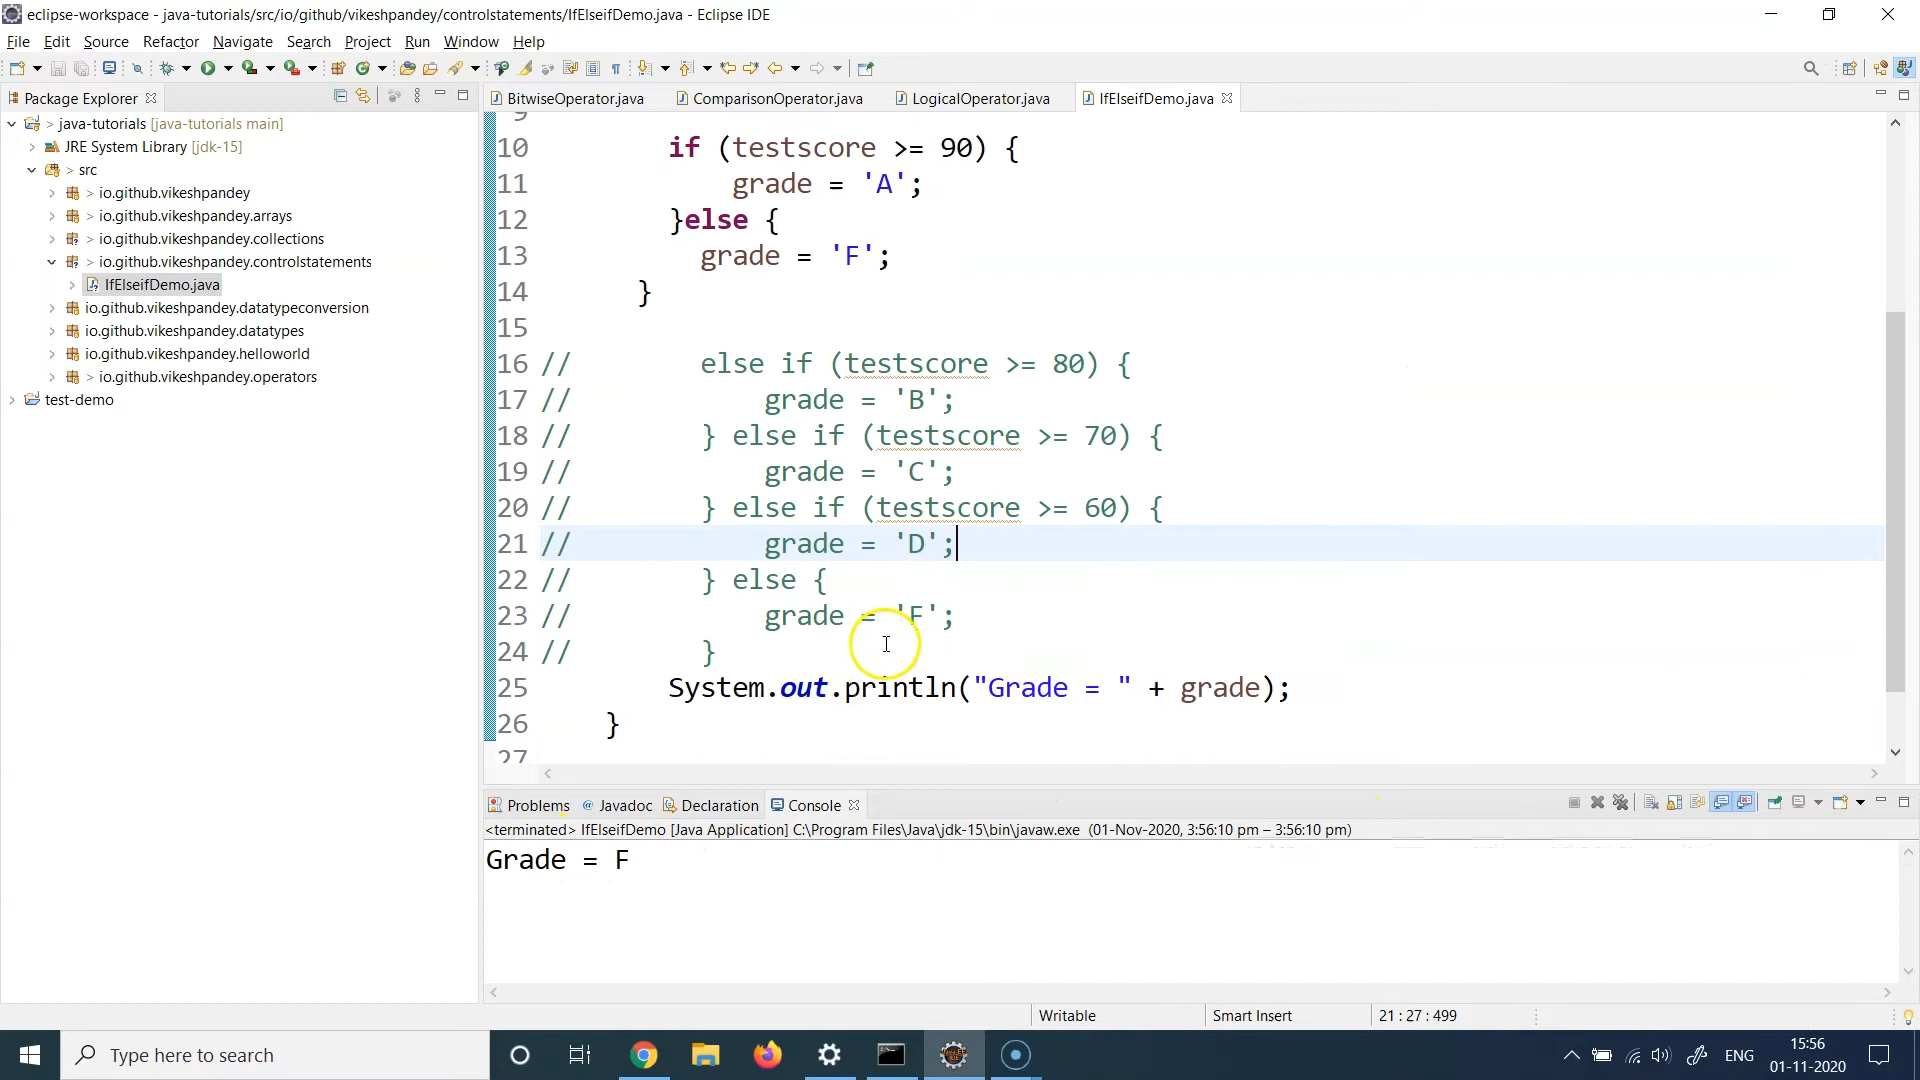 eclipse-workspace - java-tutorials/src/io/github/vikeshpandey/controlstatements/IfElseifDemo.java - Eclipse IDE
File Edit Source Refactor Navigate Search Project Run Window Help
Package Explorer
BitwiseOperator.java ComparisonOperator.java LogicalOperator.java IfElseifDemo.java
> java-tutorials [java-tutorials main]
JRE System Library [jdk-15]
> src
> io.github.vikeshpandey
> io.github.vikeshpandey.arrays
> io.github.vikeshpandey.collections
> io.github.vikeshpandey.controlstatements
IfElseifDemo.java
io.github.vikeshpandey.datatypeconversion
io.github.vikeshpandey.datatypes
io.github.vikeshpandey.helloworld
> io.github.vikeshpandey.operators
test-demo
9
10 if (testscore >= 90) {
11 grade = 'A';
12 }else {
13 grade = 'F';
14 }
15
16 // else if (testscore >= 80) {
17 // grade = 'B';
18 // } else if (testscore >= 70) {
19 // grade = 'C';
20 // } else if (testscore >= 60) {
21 // grade = 'D';
22 // } else {
23 // grade = 'F';
24 // }
25 System.out.println("Grade = " + grade);
26 }
27
Problems @ Javadoc Declaration Console
<terminated> IfElseifDemo [Java Application] C:\Program Files\Java\jdk-15\bin\javaw.exe (01-Nov-2020, 3:56:10 pm – 3:56:10 pm)
Grade = F
Writable Smart Insert 21 : 27 : 499
Type here to search
ENG
15:56
01-11-2020